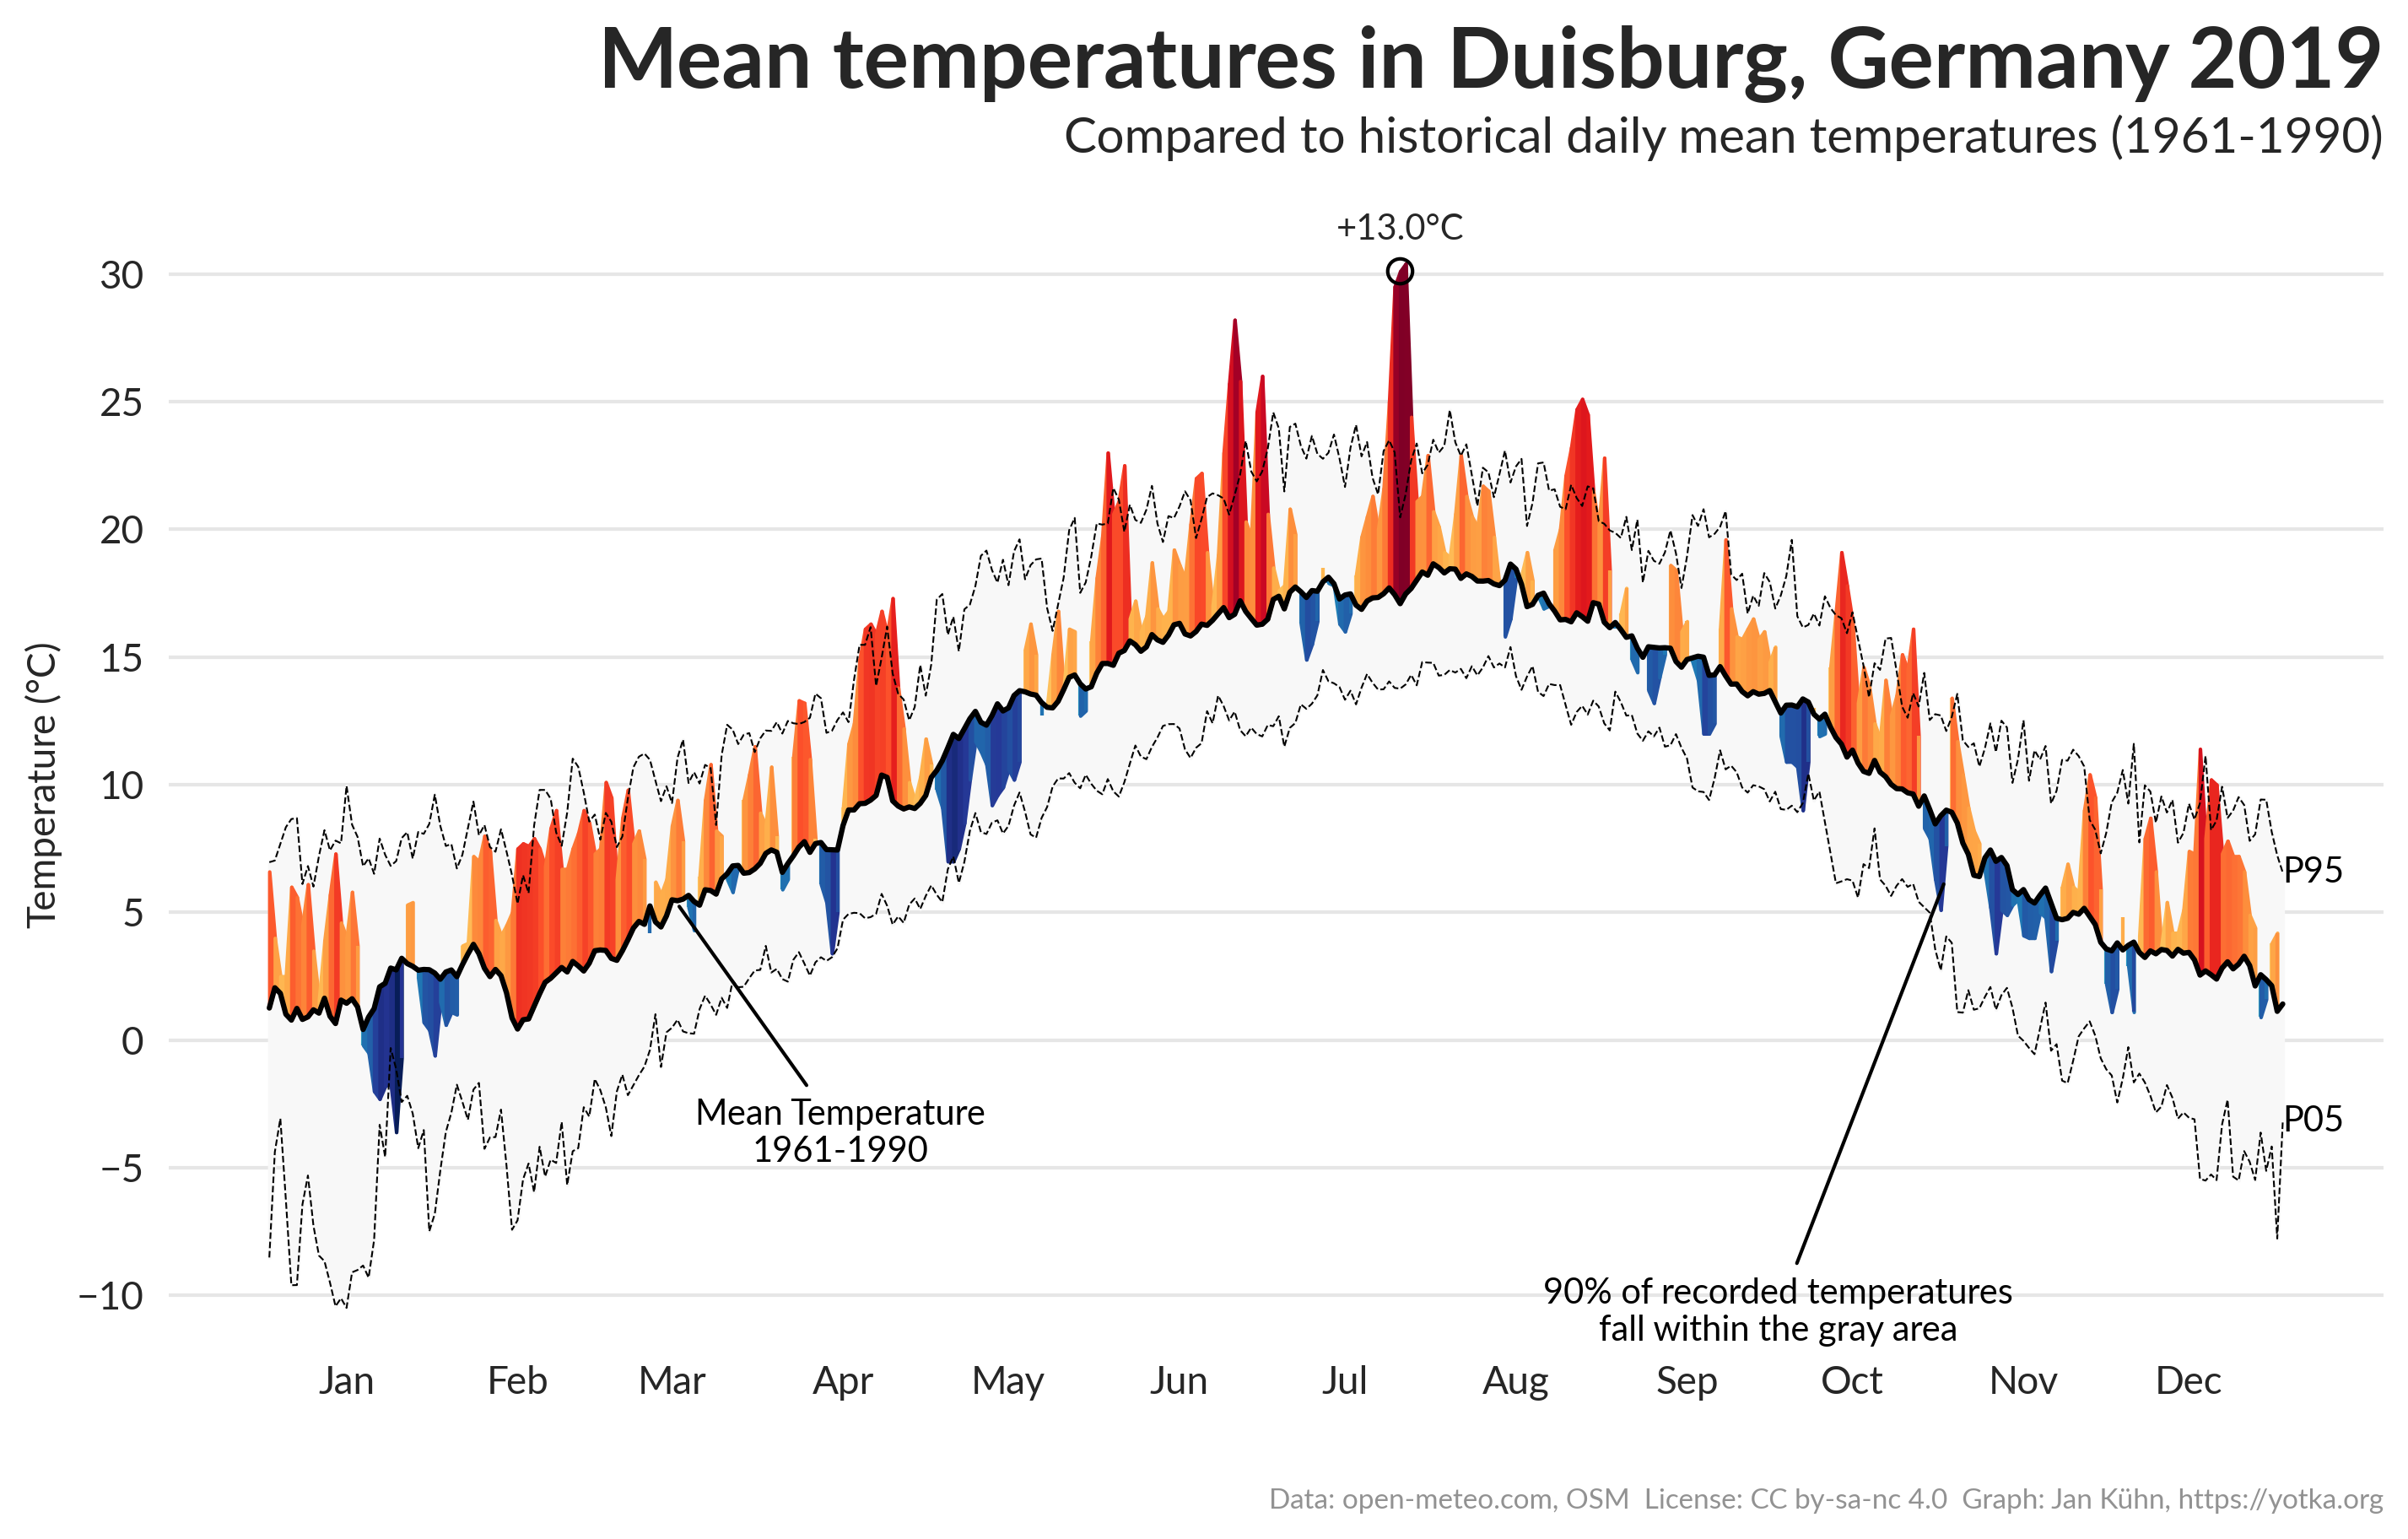 Mean temperatures in Duisburg, Germany 2019
Compared to historical daily mean temperatures (1961-1990)
+13.0°C
30
25
20
15
10
5
0
−5
−10
Temperature (°C)
P95
P05
Mean Temperature
1961-1990
90% of recorded temperatures
fall within the gray area
Jan Feb Mar Apr May Jun Jul Aug Sep Oct Nov Dec
Data: open-meteo.com, OSM License: CC by-sa-nc 4.0 Graph: Jan Kühn, https://yotka.org